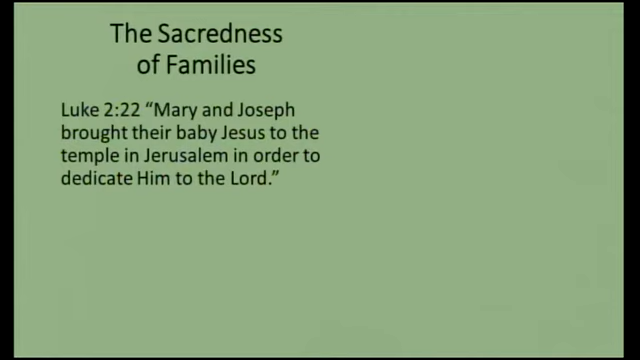 The Sacredness
of Families
Luke 2:22 “Mary and Joseph
brought their baby Jesus to the
temple in Jerusalem in order to
dedicate Him to the Lord.”